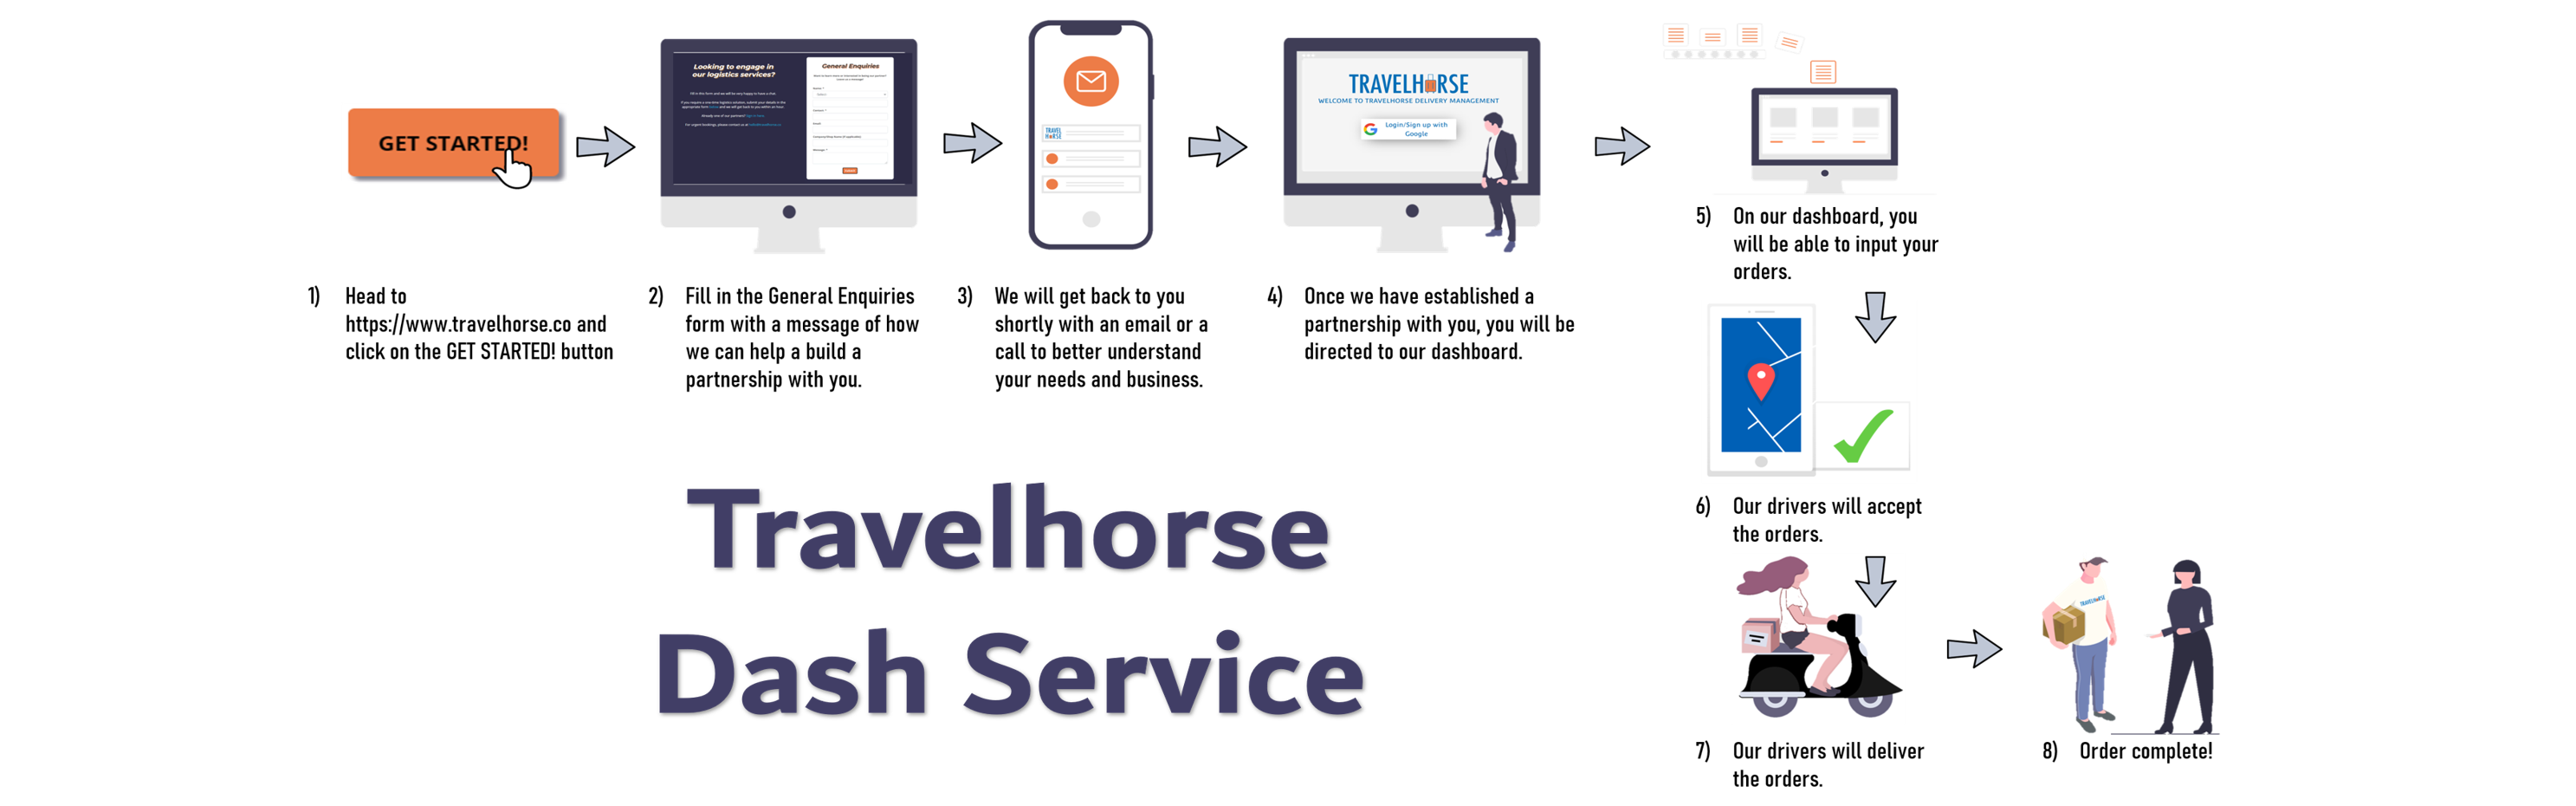 GET STARTED!
1) Head to
https://www.travelhorse.co and
click on the GET STARTED! button
Looking to engage in
our logistics services?
General Enquiries
2) Fill in the General Enquiries
form with a message of how
we can help a build a
partnership with you.
TRAVEL
HORSE
3) We will get back to you
shortly with an email or a
call to better understand
your needs and business.
TRAVELHORSE
WELCOME TO TRAVELHORSE DELIVERY MANAGEMENT
Login/Sign up with
Google
4) Once we have established a
partnership with you, you will be
directed to our dashboard.
5) On our dashboard, you
will be able to input your
orders.
6) Our drivers will accept
the orders.
7) Our drivers will deliver
the orders.
TRAVELHORSE
8) Order complete!
Travelhorse
Dash Service